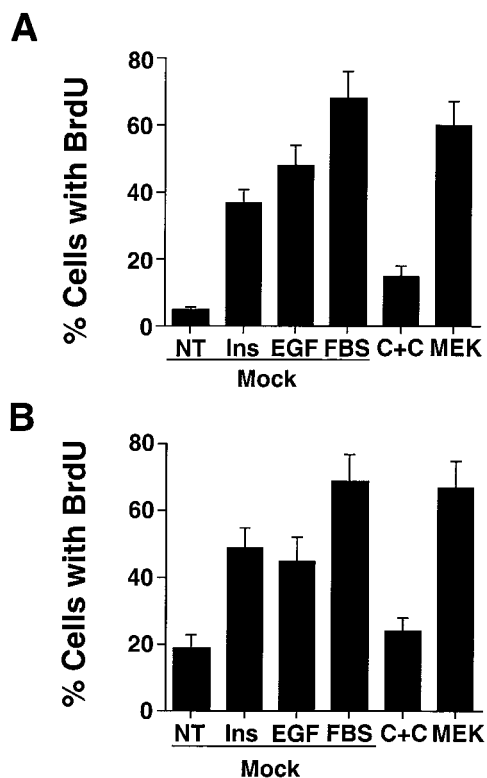 A
% Cells with BrdU
80
60
40
20
0
NT Ins EGF FBS C+C MEK
Mock
B
% Cells with BrdU
80
60
40
20
0
NT Ins EGF FBS C+C MEK
Mock